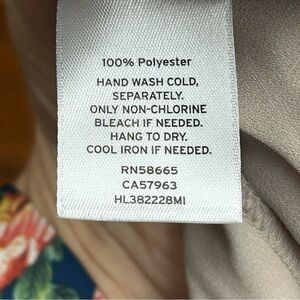 100% Polyester
HAND WASH COLD,
SEPARATELY.
ONLY NON-CHLORINE
BLEACH IF NEEDED.
HANG TO DRY.
COOL IRON IF NEEDED.
RN58665
CA57963
HL382228MI